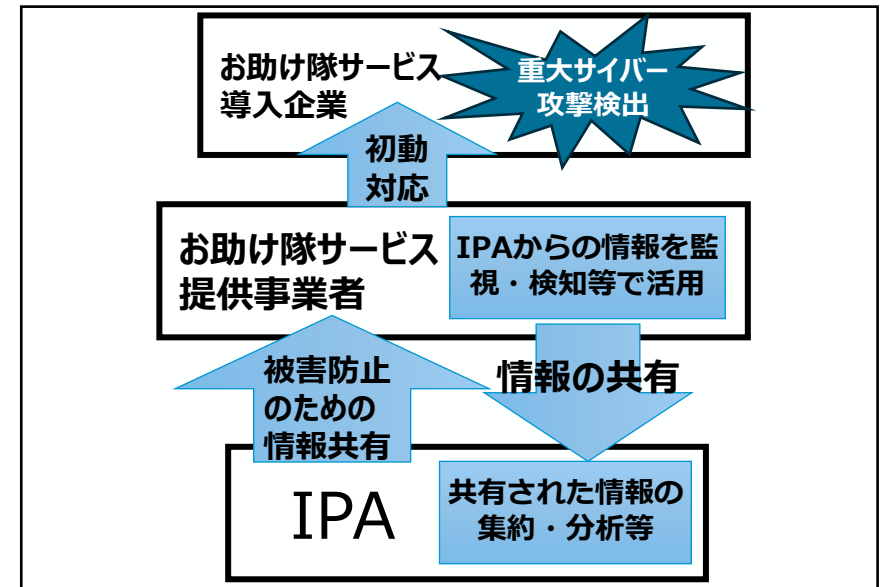 お助け隊サービス
導入企業
重大サイバー
攻撃検出
初動
対応
お助け隊サービス
提供事業者
IPAからの情報を監
視・検知等で活用
被害防止
のための
情報共有
情報の共有
IPA
共有された情報の
集約・分析等